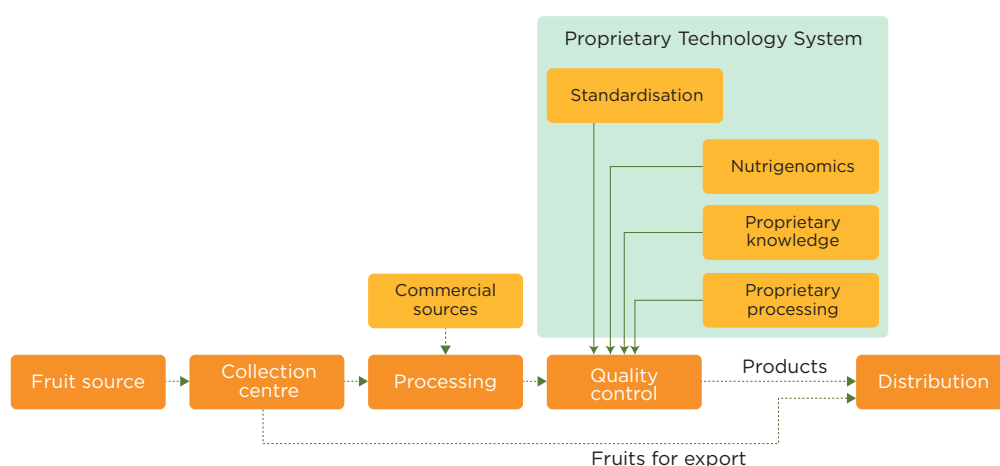 Proprietary Technology System
Standardisation
Nutrigenomics
Proprietary
knowledge
Proprietary
processing
Commercial
sources
Fruit source
Collection
centre
Processing
Quality
control
Products
Distribution
Fruits for export